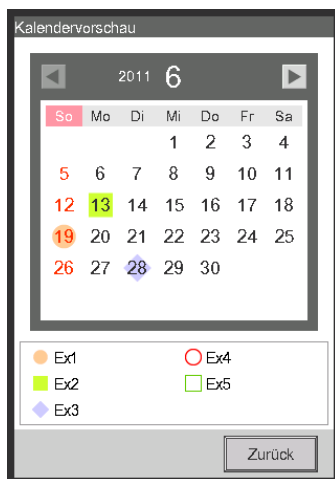 Kalendervorschau
2011 6
So Mo Di Mi Do Fr Sa
1 2 3 4
5 6 7 8 9 10 11
12 13 14 15 16 17 18
19 20 21 22 23 24 25
26 27 28 29 30
Ex1 Ex4
Ex2 Ex5
Ex3
Zurück